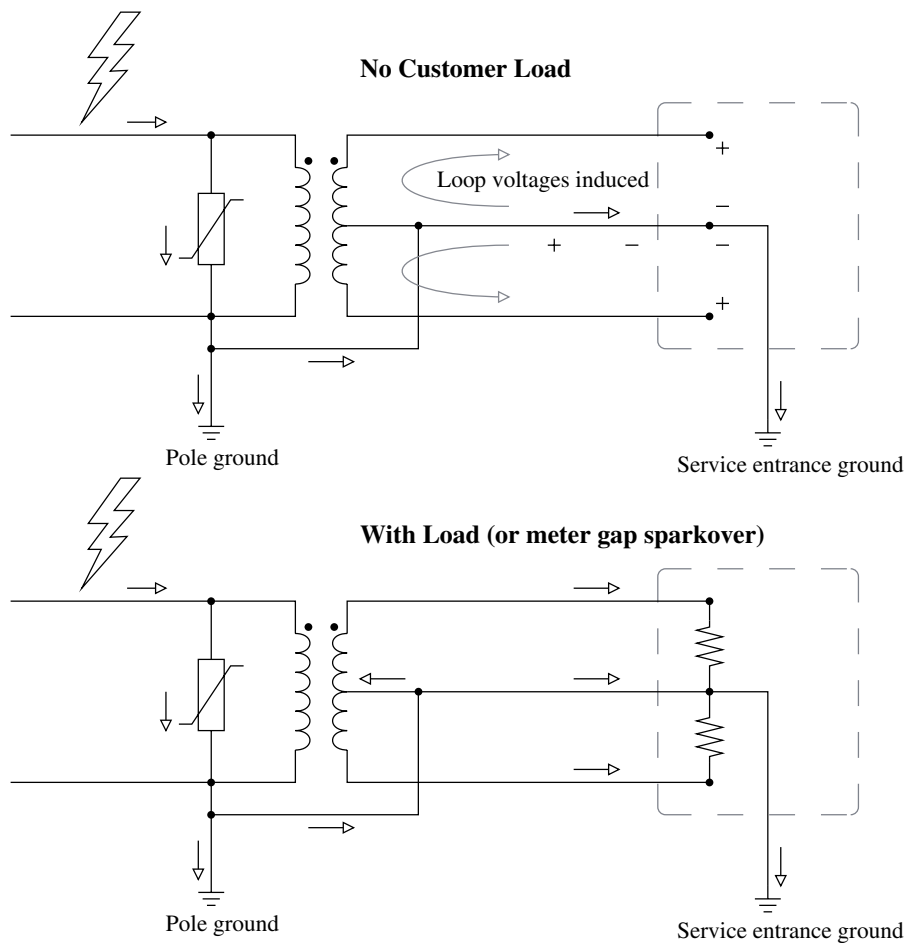 No Customer Load
+
Loop voltages induced
−
+ − −
+
Pole ground
Service entrance ground
With Load (or meter gap sparkover)
Pole ground
Service entrance ground